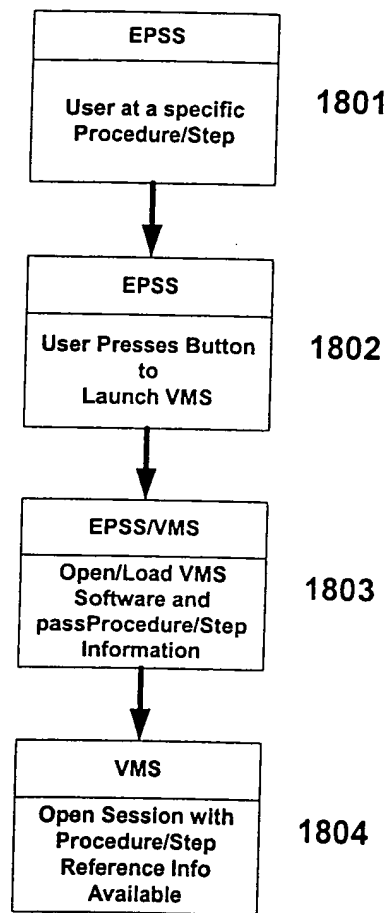 EPSS
User at a specific
Procedure/Step
1801
EPSS
User Presses Button
to
Launch VMS
1802
EPSS/VMS
Open/Load VMS
Software and
passProcedure/Step
Information
1803
VMS
Open Session with
Procedure/Step
Reference Info
Available
1804